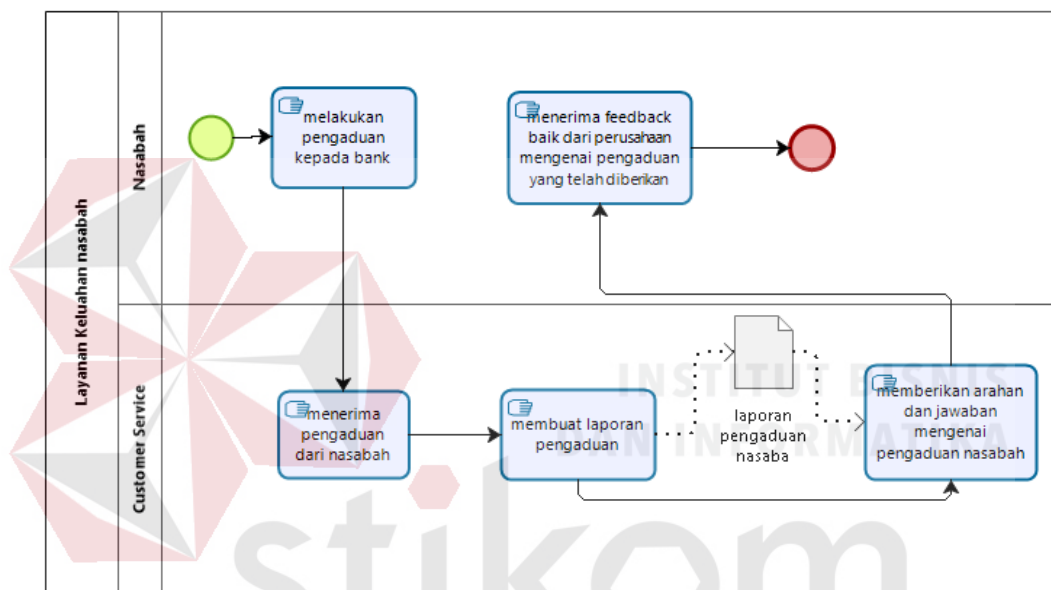 Layanan Keluahan nasabah
Nasabah
melakukan
pengaduan
kepada bank
menerima feedback
baik dari perusahaan
mengenai pengaduan
yang telah diberikan
Customer Service
menerima
pengaduan
dari nasabah
membuat laporan
pengaduan
laporan
pengaduan
nasaba
memberikan arahan
dan jawaban
mengenai
pengaduan nasabah
INSTITUT BISNIS
DAN INFORMATIKA
stikom